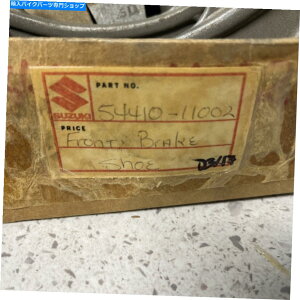 輸入バイクパーツ専門ショップ
SUZUKI
PART NO.
54410-11002
PRICE
Front Brake
Shoe